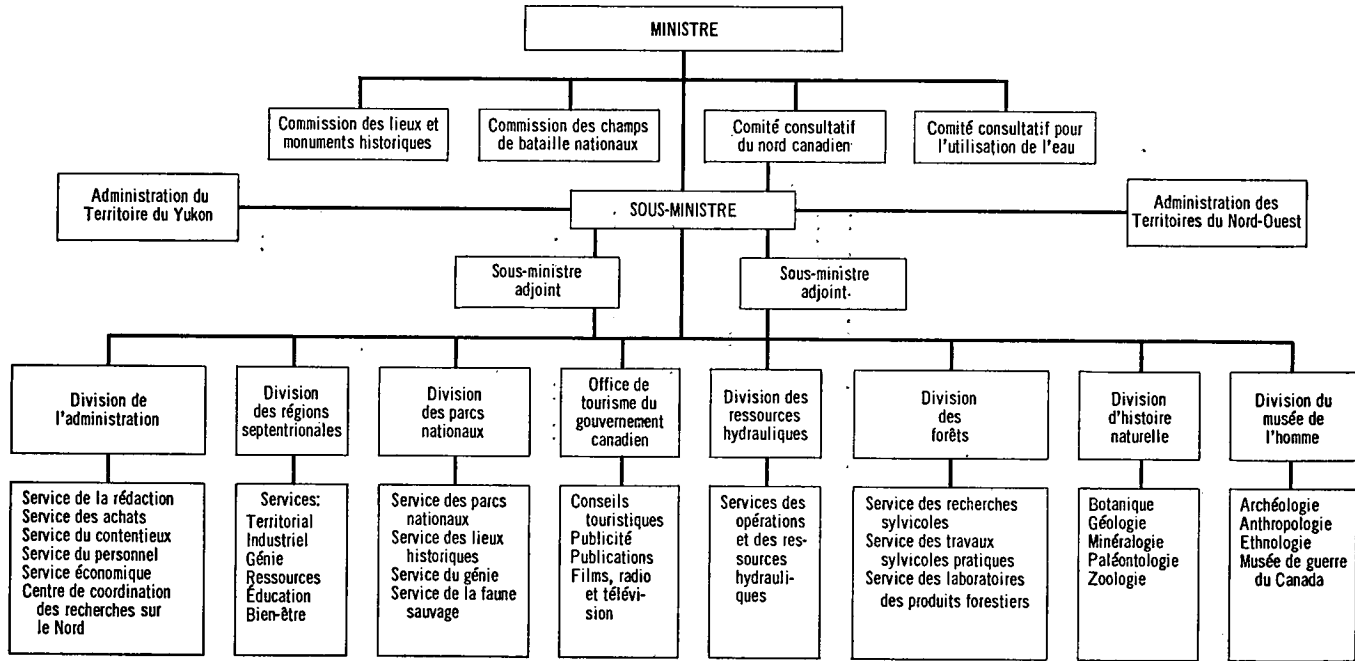 MINISTRE
Commission des lieux et
monuments historiques
Commission des champs
de bataille nationaux
Comité consultatif
du nord canadien
Comité consultatif pour
l'utilisation de l'eau
Administration du
Territoire du Yukon
SOUS-MINISTRE
Administration des
Territoires du Nord-Ouest
Sous-ministre
adjoint
Sous-ministre
adjoint
Division de
l'administration
Division
des régions
septentrionales
Division
des parcs
nationaux
Office de
tourisme du
gouvernement
canadien
Division des
ressources
hydrauliques
Division
des
forêts
Division
d'histoire
naturelle
Division du
musée de
l'homme
Service de la rédaction
Service des achats
Service du contentieux
Service du personnel
Service économique
Centre de coordination
des recherches sur
le Nord
Services:
Territorial
Industriel
Génie
Ressources
Éducation
Bien-être
Service des parcs
nationaux
Service des lieux
historiques
Service du génie
Service de la faune
sauvage
Conseils
touristiques
Publicité
Publications
Films, radio
et télévi-
sion
Services des
opérations
et des res-
sources
hydrauli-
ques
Service des recherches
sylvicoles
Service des travaux
sylvicoles pratiques
Service des laboratoires
des produits forestiers
Botanique
Géologie
Minéralogie
Paléontologie
Zoologie
Archéologie
Anthropologie
Ethnologie
Musée de guerre
du Canada